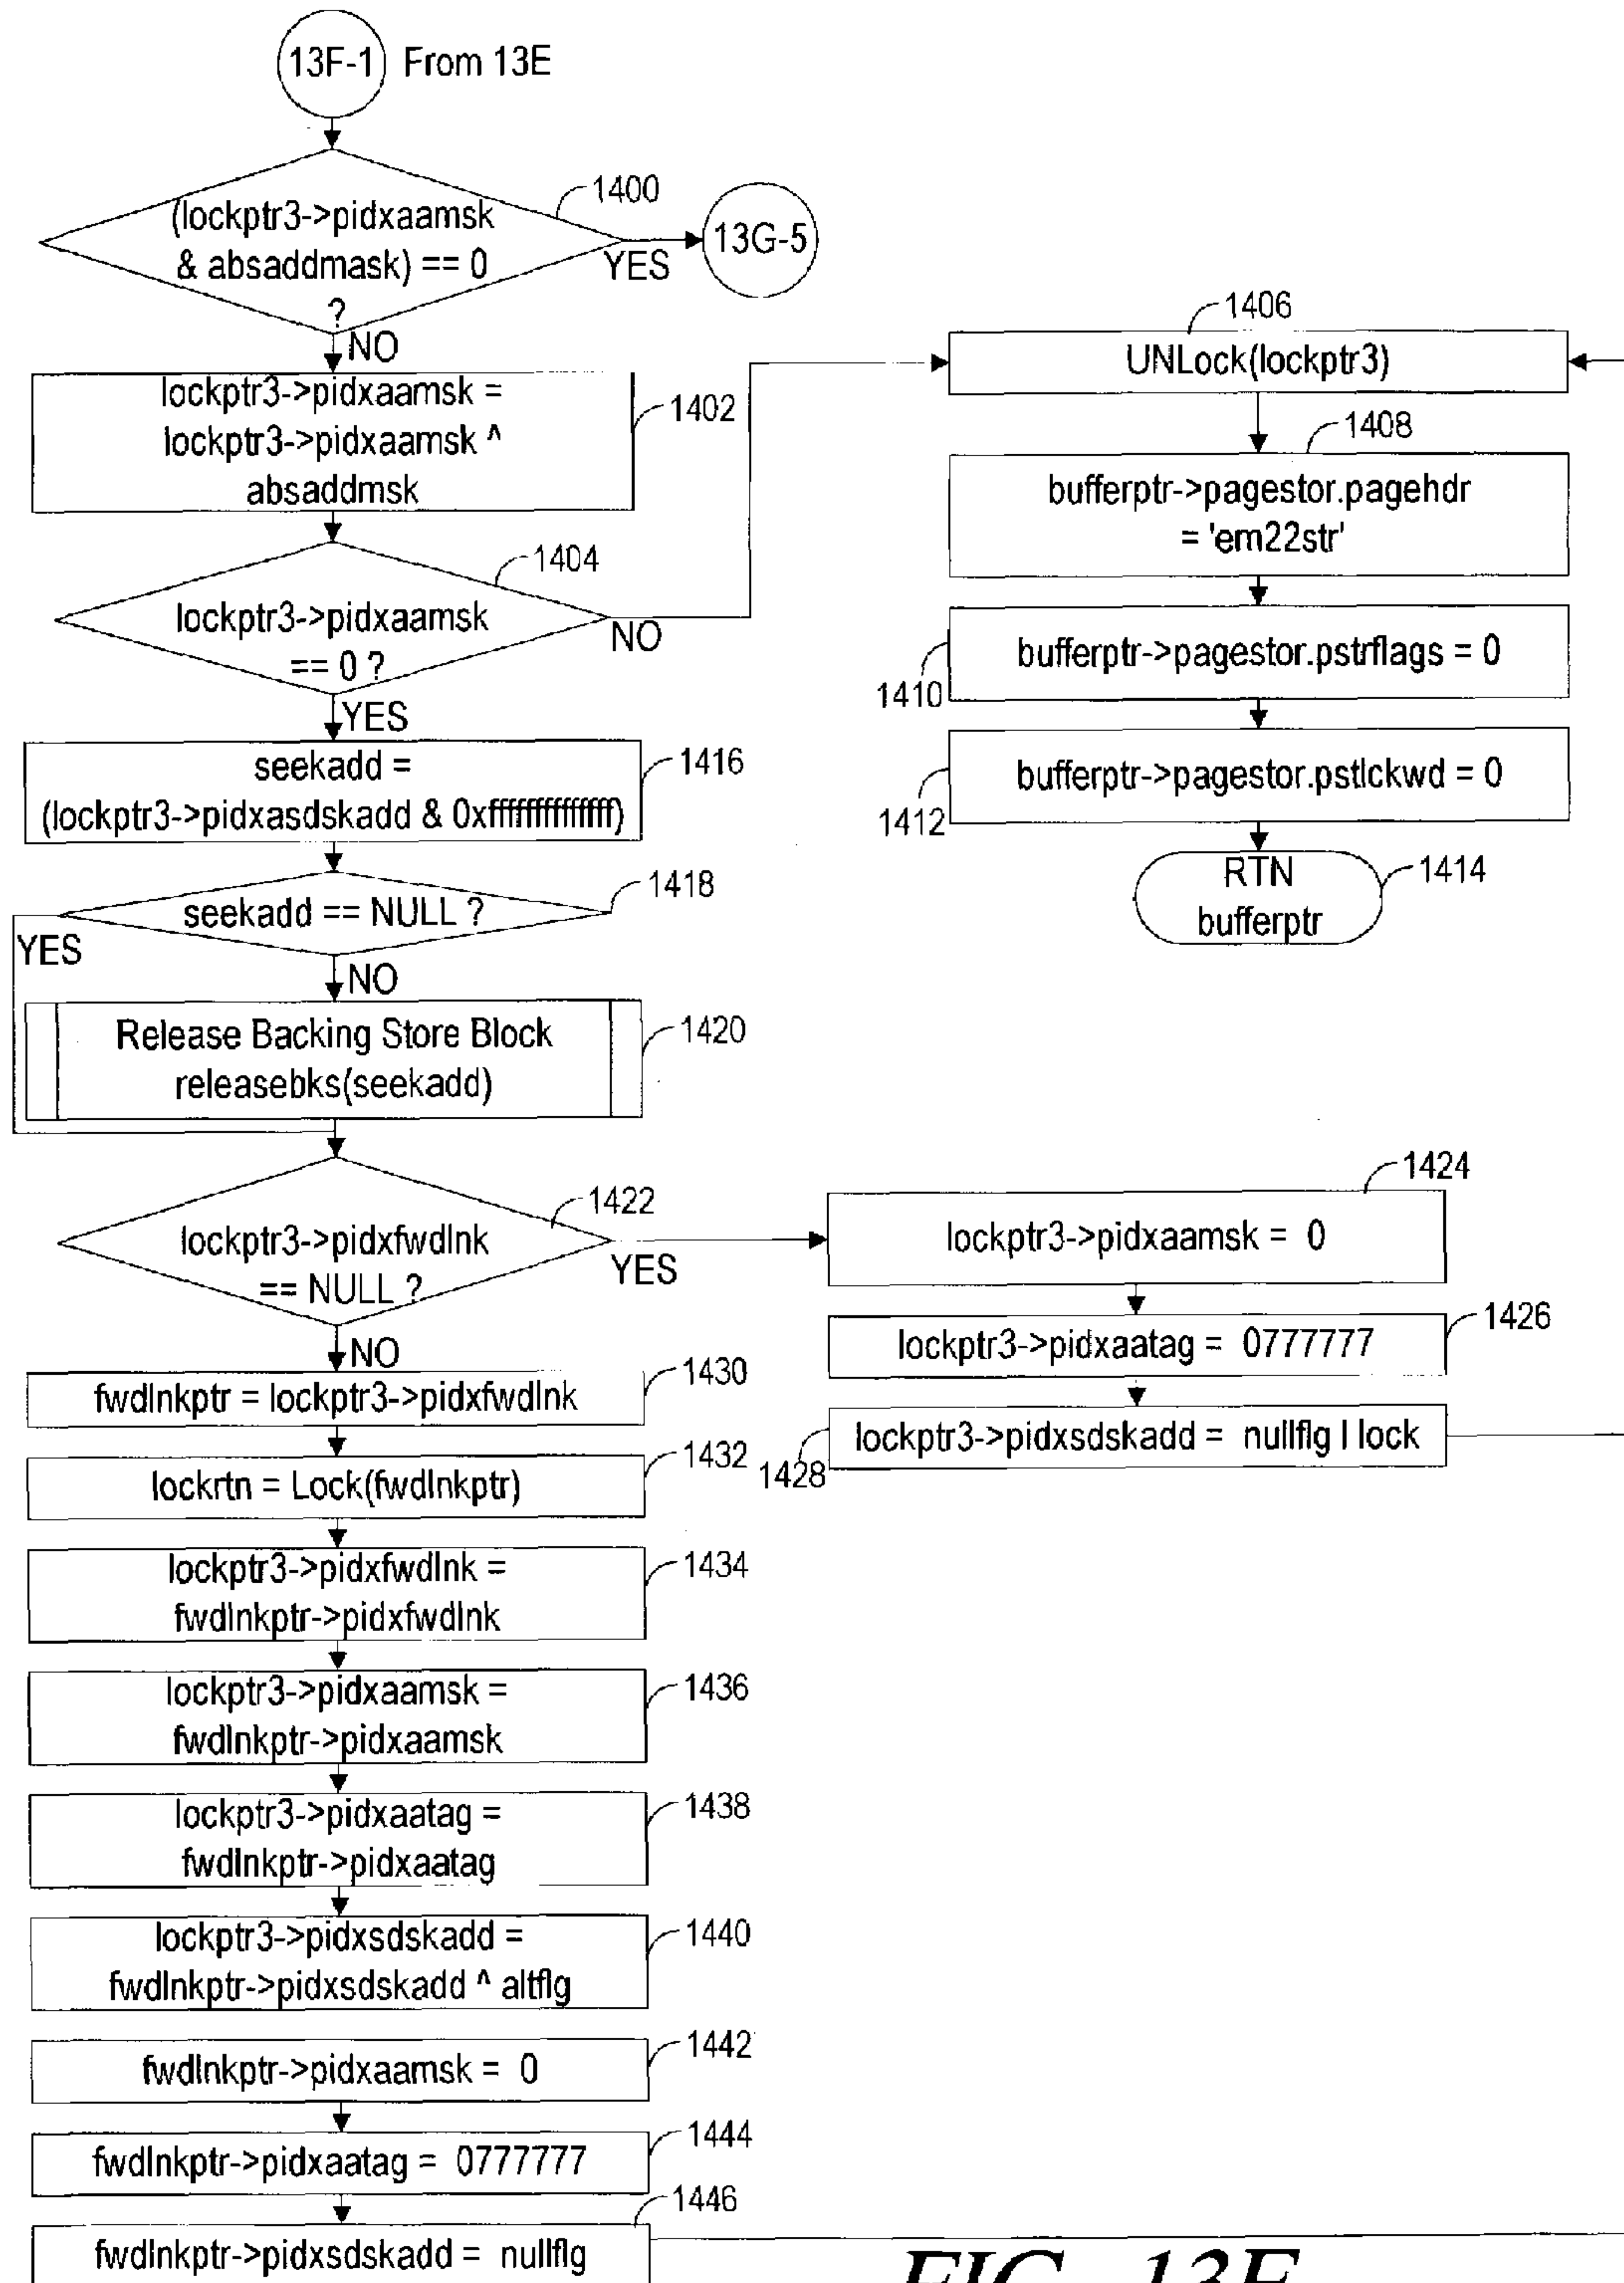 13F-1 From 13E
1400
(lockptr3->pidxaamsk
& absaddmask) == 0
?
YES
13G-5
NO
lockptr3->pidxaamsk =
lockptr3->pidxaamsk ^
absaddmsk
1402
1404
lockptr3->pidxaamsk
== 0 ?
NO
YES
1406
UNLock(lockptr3)
1408
bufferptr->pagestor.pagehdr
= 'em22str'
bufferptr->pagestor.pstrflags = 0
1410
bufferptr->pagestor.pstlckwd = 0
1412
RTN
bufferptr
1414
seekadd =
(lockptr3->pidxasdskadd & 0xffffffffffffff)
1416
1418
seekadd == NULL ?
YES
NO
Release Backing Store Block
releasebks(seekadd)
1420
1422
lockptr3->pidxfwdlnk
== NULL ?
YES
NO
1424
lockptr3->pidxaamsk = 0
1426
lockptr3->pidxaatag = 0777777
lockptr3->pidxsdskadd = nullflg | lock
1428
fwdlnkptr = lockptr3->pidxfwdlnk
1430
lockrtn = Lock(fwdlnkptr)
1432
lockptr3->pidxfwdlnk =
fwdlnkptr->pidxfwdlnk
1434
lockptr3->pidxaamsk =
fwdlnkptr->pidxaamsk
1436
lockptr3->pidxaatag =
fwdlnkptr->pidxaatag
1438
lockptr3->pidxsdskadd =
fwdlnkptr->pidxsdskadd ^ altflg
1440
fwdlnkptr->pidxaamsk = 0
1442
fwdlnkptr->pidxaatag = 0777777
1444
1446
fwdlnkptr->pidxsdskadd = nullflg
FIG. 13F